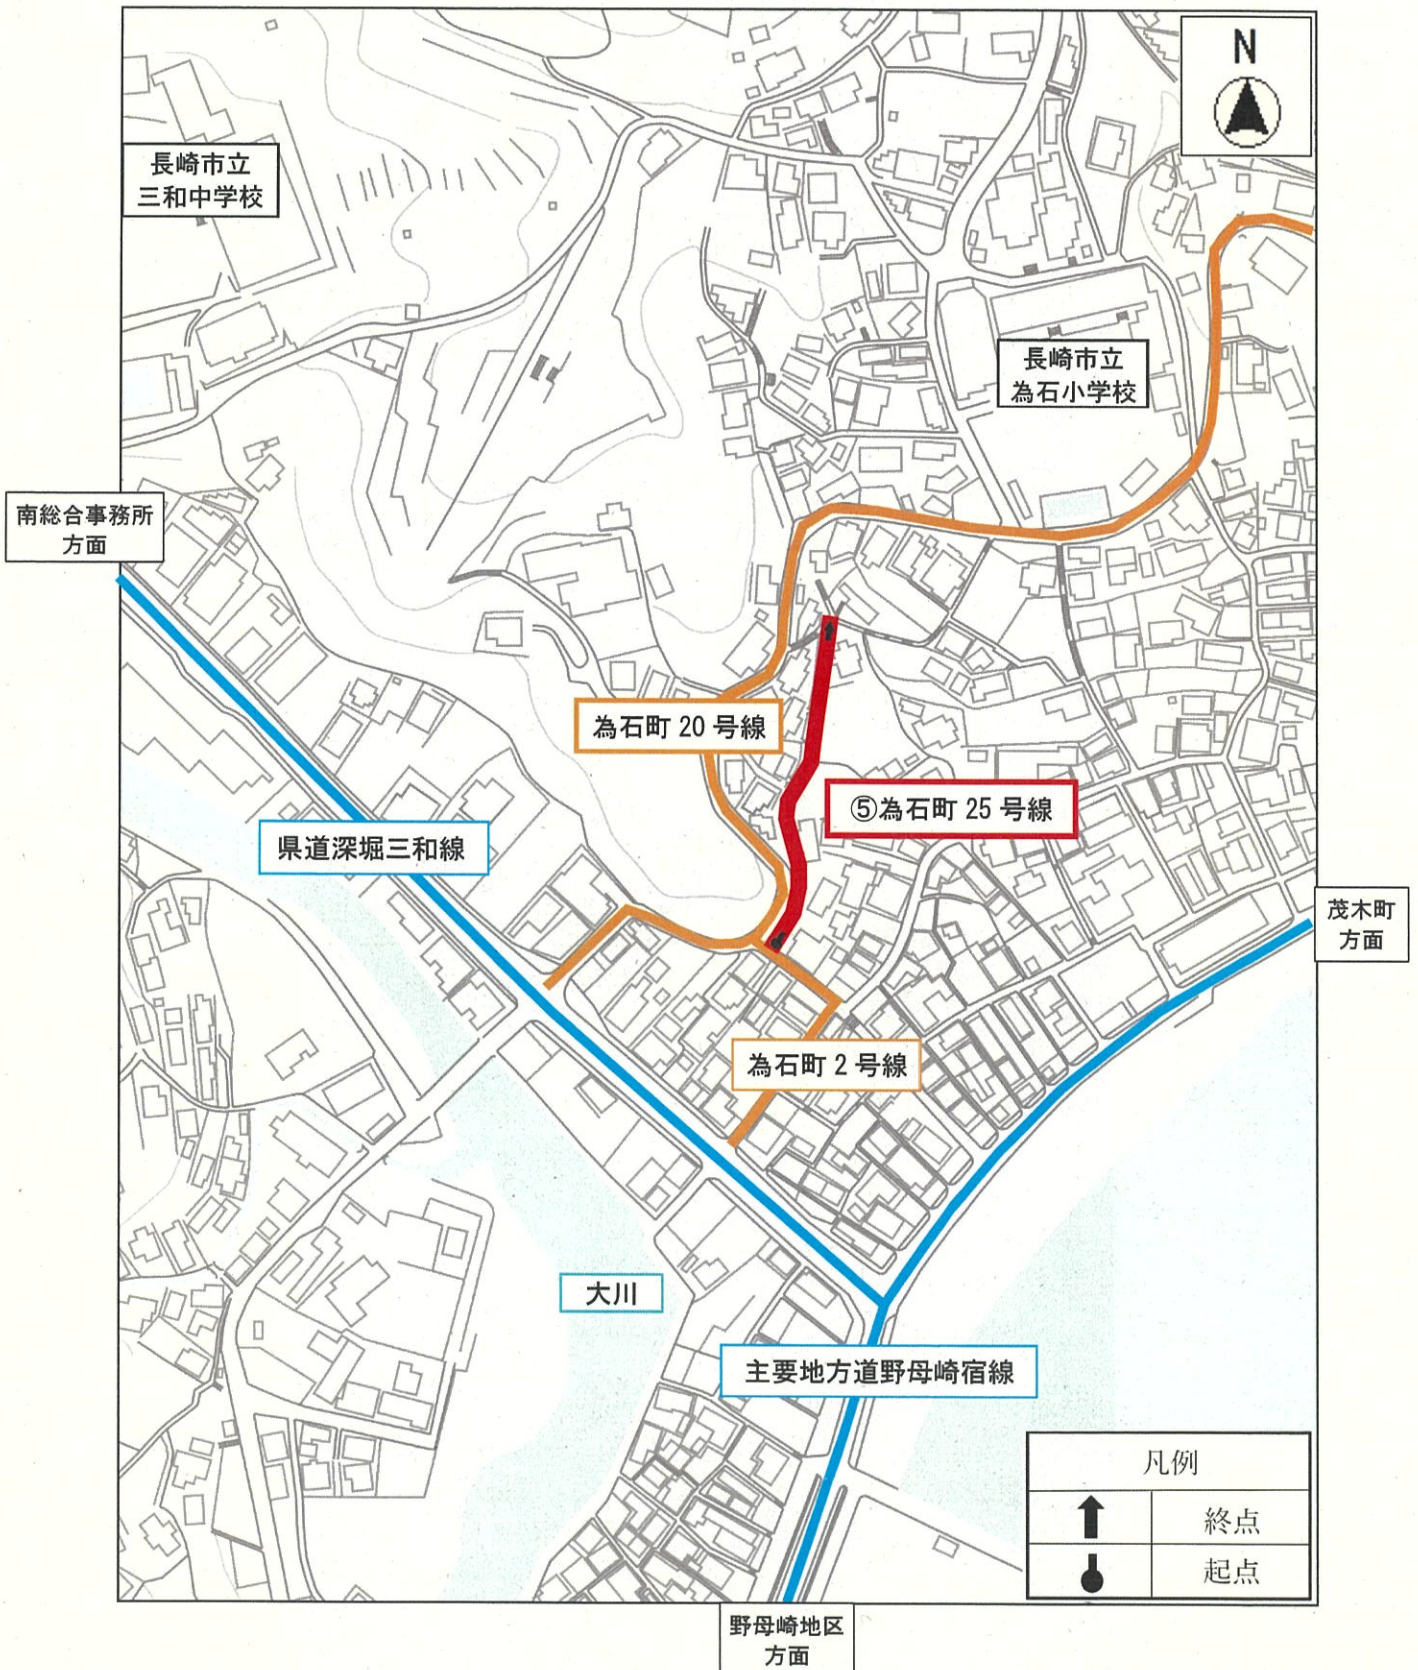 N
長崎市立
三和中学校
長崎市立
為石小学校
南総合事務所
方面
為石町 20 号線
⑤為石町 25 号線
県道深堀三和線
茂木町
方面
為石町 2 号線
大川
主要地方道野母崎宿線
凡例
終点
起点
野母崎地区
方面